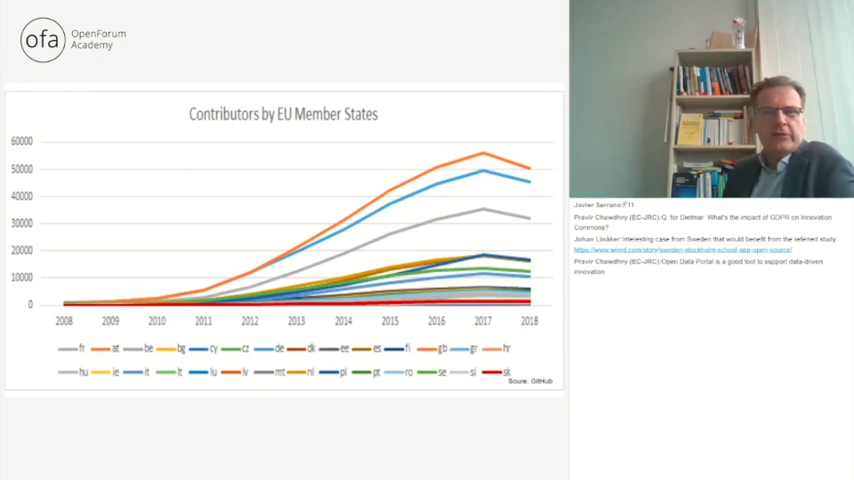 ofa
OpenForum
Academy
Contributors by EU Member States
60000
50000
40000
30000
20000
10000
0
2008 2009 2010 2011 2012 2013 2014 2015 2016 2017 2018
fr at be bg cy cz de dk ee es fi gb gr hr
hu ie it lt lu lv mt nl pl pt ro se si sk
Soure: GitHub
Javier Serrano:F11
Pravir Chawdhry (EC-JRC):Q for Dietmar What's the impact of GDPR on Innovation
Commons?
Johan Linåker:Interesting case from Sweden that would benefit from the referred study:
https://www.wired.com/story/sweden-stockholm-school-app-open-source/
Pravir Chawdhry (EC-JRC):Open Data Portal is a good tool to support data-driven
innovation